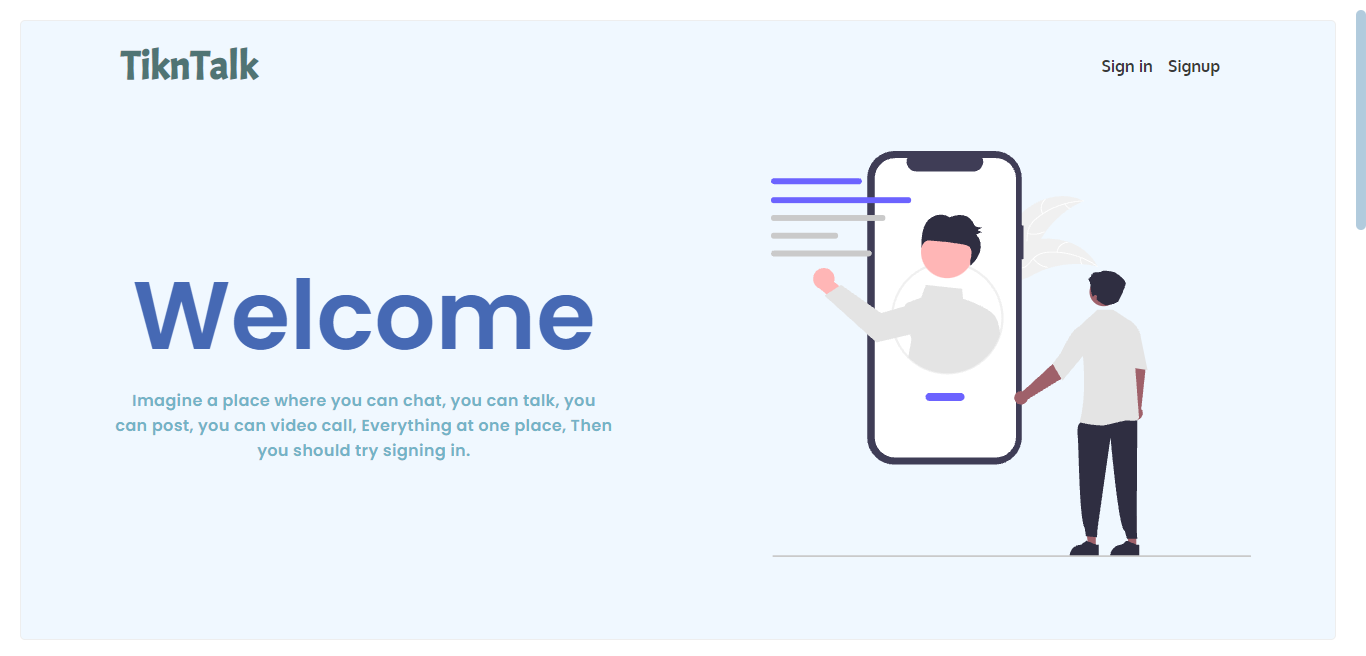 TiknTalk
Sign in Signup
Welcome
Imagine a place where you can chat, you can talk, you
can post, you can video call, Everything at one place, Then
you should try signing in.